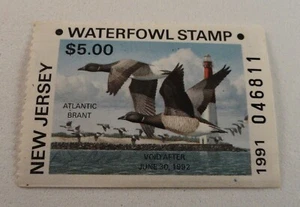 WATERFOWL STAMP
$5.00
NEW JERSEY
ATLANTIC
BRANT
VOID AFTER
JUNE 30, 1992
1991 046811